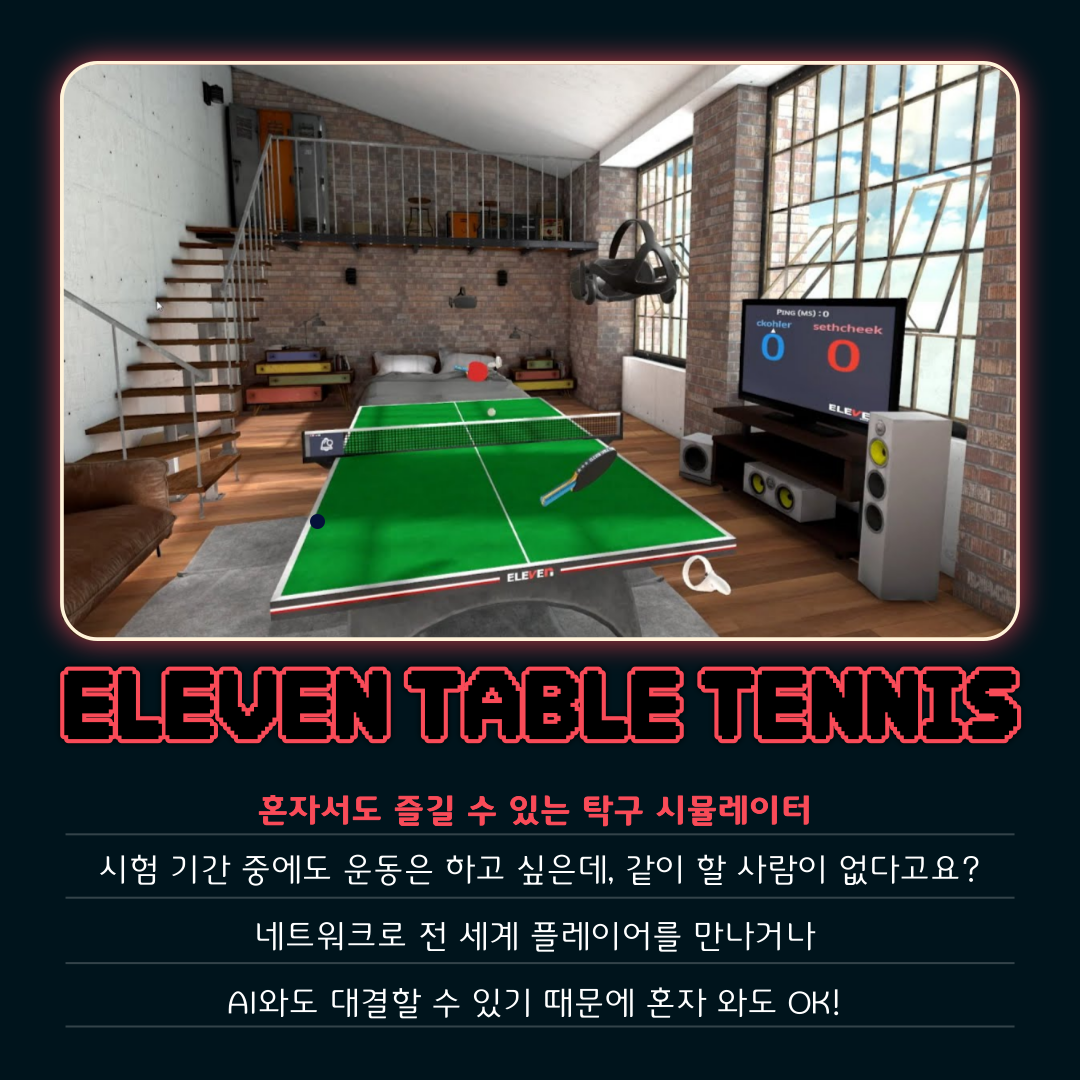 PING (MS) : 0
ckohler sethcheek
0 0
ELEVE
ELEVEN
ELEVEN TABLE TENNIS
혼자서도 즐길 수 있는 탁구 시뮬레이터
시험 기간 중에도 운동은 하고 싶은데, 같이 할 사람이 없다고요?
네트워크로 전 세계 플레이어를 만나거나
AI와도 대결할 수 있기 때문에 혼자 와도 OK!